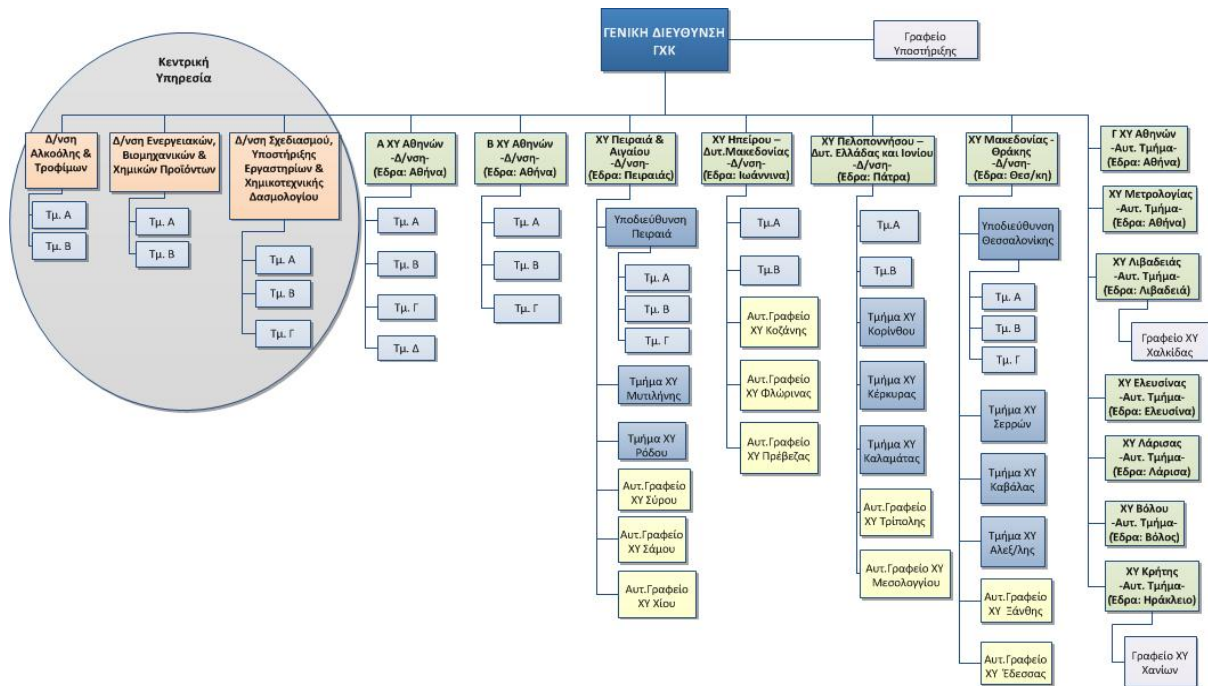 ΓΕΝΙΚΗ ΔΙΕΥΘΥΝΣΗ
ΓΧΚ
Γραφείο
Υποστήριξης
Κεντρική
Υπηρεσία
Δ/νση
Αλκοόλης &
Τροφίμων
Τμ. Α
Τμ. Β
Δ/νση Ενεργειακών,
Βιομηχανικών &
Χημικών Προϊόντων
Τμ. Α
Τμ. Β
Δ/νση Σχεδιασμού,
Υποστήριξης
Εργαστηρίων &
Χημικοτεχνικής
Δασμολογίου
Τμ. Α
Τμ. Β
Τμ. Γ
Α ΧΥ Αθηνών
-Δ/νση-
(Έδρα: Αθήνα)
Τμ. Α
Τμ. Β
Τμ. Γ
Τμ. Δ
Β ΧΥ Αθηνών
-Δ/νση-
(Έδρα: Αθήνα)
Τμ. Α
Τμ. Β
Τμ. Γ
ΧΥ Πειραιά &
Αιγαίου
-Δ/νση-
(Έδρα: Πειραιάς)
Υποδιεύθυνση
Πειραιά
Τμ. Α
Τμ. Β
Τμ. Γ
Τμήμα ΧΥ
Μυτιλήνης
Τμήμα ΧΥ
Ρόδου
Αυτ.Γραφείο
ΧΥ Σύρου
Αυτ.Γραφείο
ΧΥ Σάμου
Αυτ.Γραφείο
ΧΥ Χίου
ΧΥ Ηπείρου –
Δυτ.Μακεδονίας
-Δ/νση-
(Έδρα: Ιωάννινα)
Τμ.Α
Τμ.Β
Αυτ.Γραφείο
ΧΥ Κοζάνης
Αυτ.Γραφείο
ΧΥ Φλώρινας
Αυτ.Γραφείο
ΧΥ Πρέβεζας
ΧΥ Πελοποννήσου –
Δυτ. Ελλάδας και Ιονίου
-Δ/νση-
(Έδρα: Πάτρα)
Τμ.Α
Τμ.Β
Τμήμα ΧΥ
Κορίνθου
Τμήμα ΧΥ
Κέρκυρας
Τμήμα ΧΥ
Καλαμάτας
Αυτ.Γραφείο
ΧΥ Τρίπολης
Αυτ.Γραφείο ΧΥ
Μεσολογγίου
ΧΥ Μακεδονίας -
Θράκης
-Δ/νση-
(Έδρα: Θεσ/κη)
Υποδιεύθυνση
Θεσσαλονίκης
Τμ. Α
Τμ. Β
Τμ. Γ
Τμήμα ΧΥ
Σερρών
Τμήμα ΧΥ
Καβάλας
Τμήμα ΧΥ
Αλεξ/λης
Αυτ.Γραφείο
ΧΥ Ξάνθης
Αυτ.Γραφείο
ΧΥ Έδεσσας
Γ ΧΥ Αθηνών
-Αυτ. Τμήμα-
(Έδρα: Αθήνα)
ΧΥ Μετρολογίας
-Αυτ. Τμήμα-
(Έδρα: Αθήνα)
ΧΥ Λιβαδειάς
-Αυτ. Τμήμα-
(Έδρα: Λιβαδειά)
Γραφείο ΧΥ
Χαλκίδας
ΧΥ Ελευσίνας
-Αυτ. Τμήμα-
(Έδρα: Ελευσίνα)
ΧΥ Λάρισας
-Αυτ. Τμήμα-
(Έδρα: Λάρισα)
ΧΥ Βόλου
-Αυτ. Τμήμα-
(Έδρα: Βόλος)
ΧΥ Κρήτης
-Αυτ. Τμήμα-
(Έδρα: Ηράκλειο)
Γραφείο ΧΥ
Χανίων